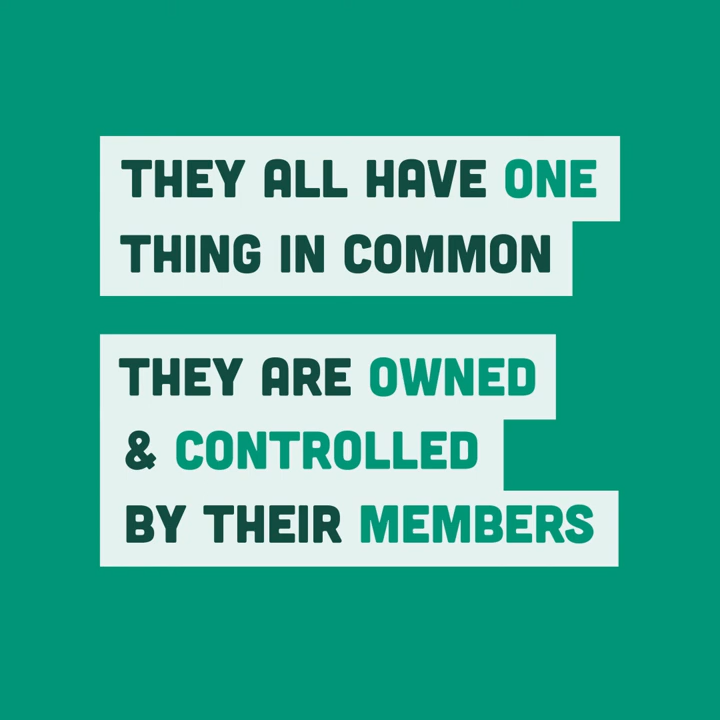 THEY ALL HAVE ONE
THING IN COMMON
THEY ARE OWNED
& CONTROLLED
BY THEIR MEMBERS